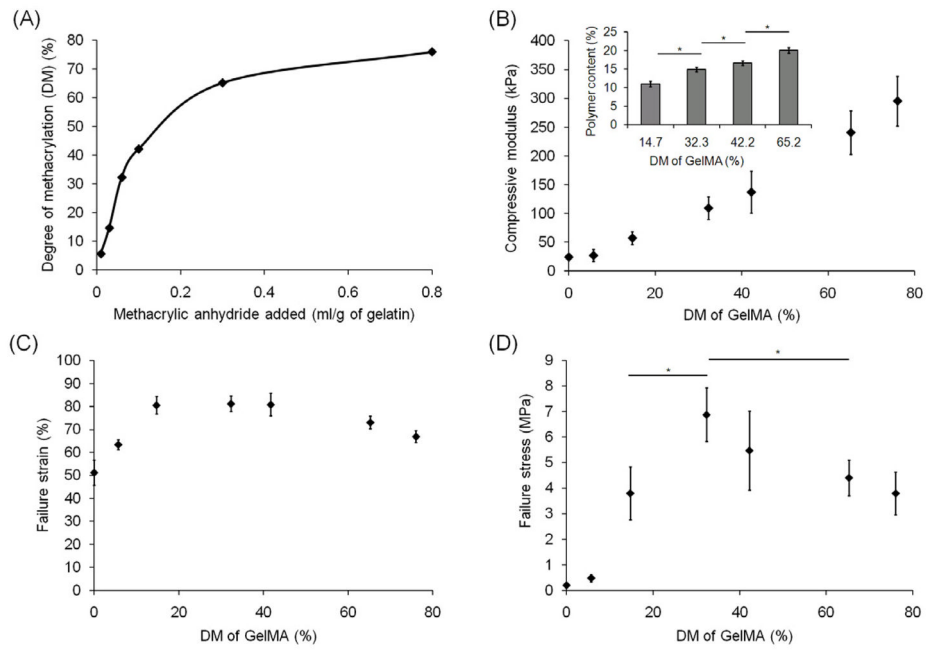 (A)
80
70
60
50
40
30
20
10
0
Degree of methacrylation (DM) (%)
0 0.2 0.4 0.6 0.8
Methacrylic anhydride added (ml/g of gelatin)
(B)
400
350
300
250
200
150
100
50
0
Compressive modulus (kPa)
0 20 40 60 80
DM of GelMA (%)
25
20
15
10
5
0
Polymer content (%)
* * *
14.7 32.3 42.2 65.2
DM of GelMA (%)
(C)
100
90
80
70
60
50
40
30
20
10
0
Failure strain (%)
0 20 40 60 80
DM of GelMA (%)
(D)
9
8
7
6
5
4
3
2
1
0
Failure stress (MPa)
* *
0 20 40 60 80
DM of GelMA (%)